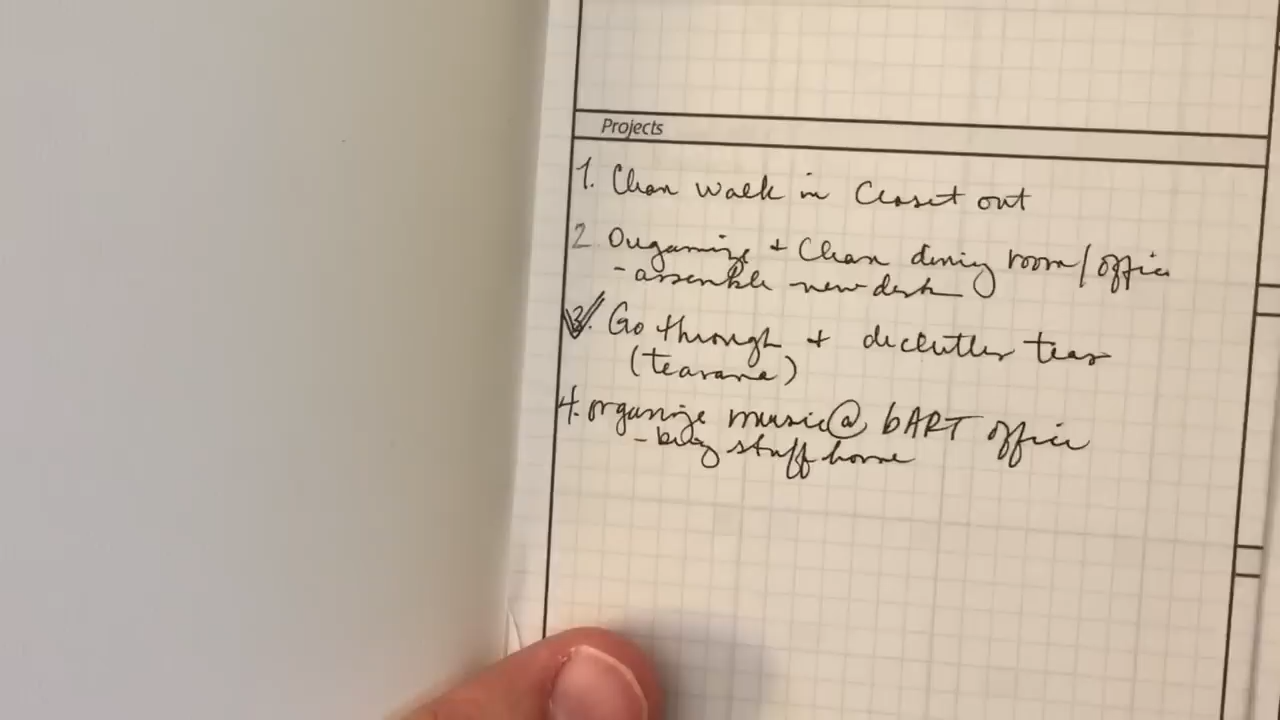 Projects
1. Clean walk in Closet out
2 Organize + Clean dining room/office
- assemble new desk
3. Go through + declutter teas
(teavana)
4. organize music @ bART office
- bring stuff home